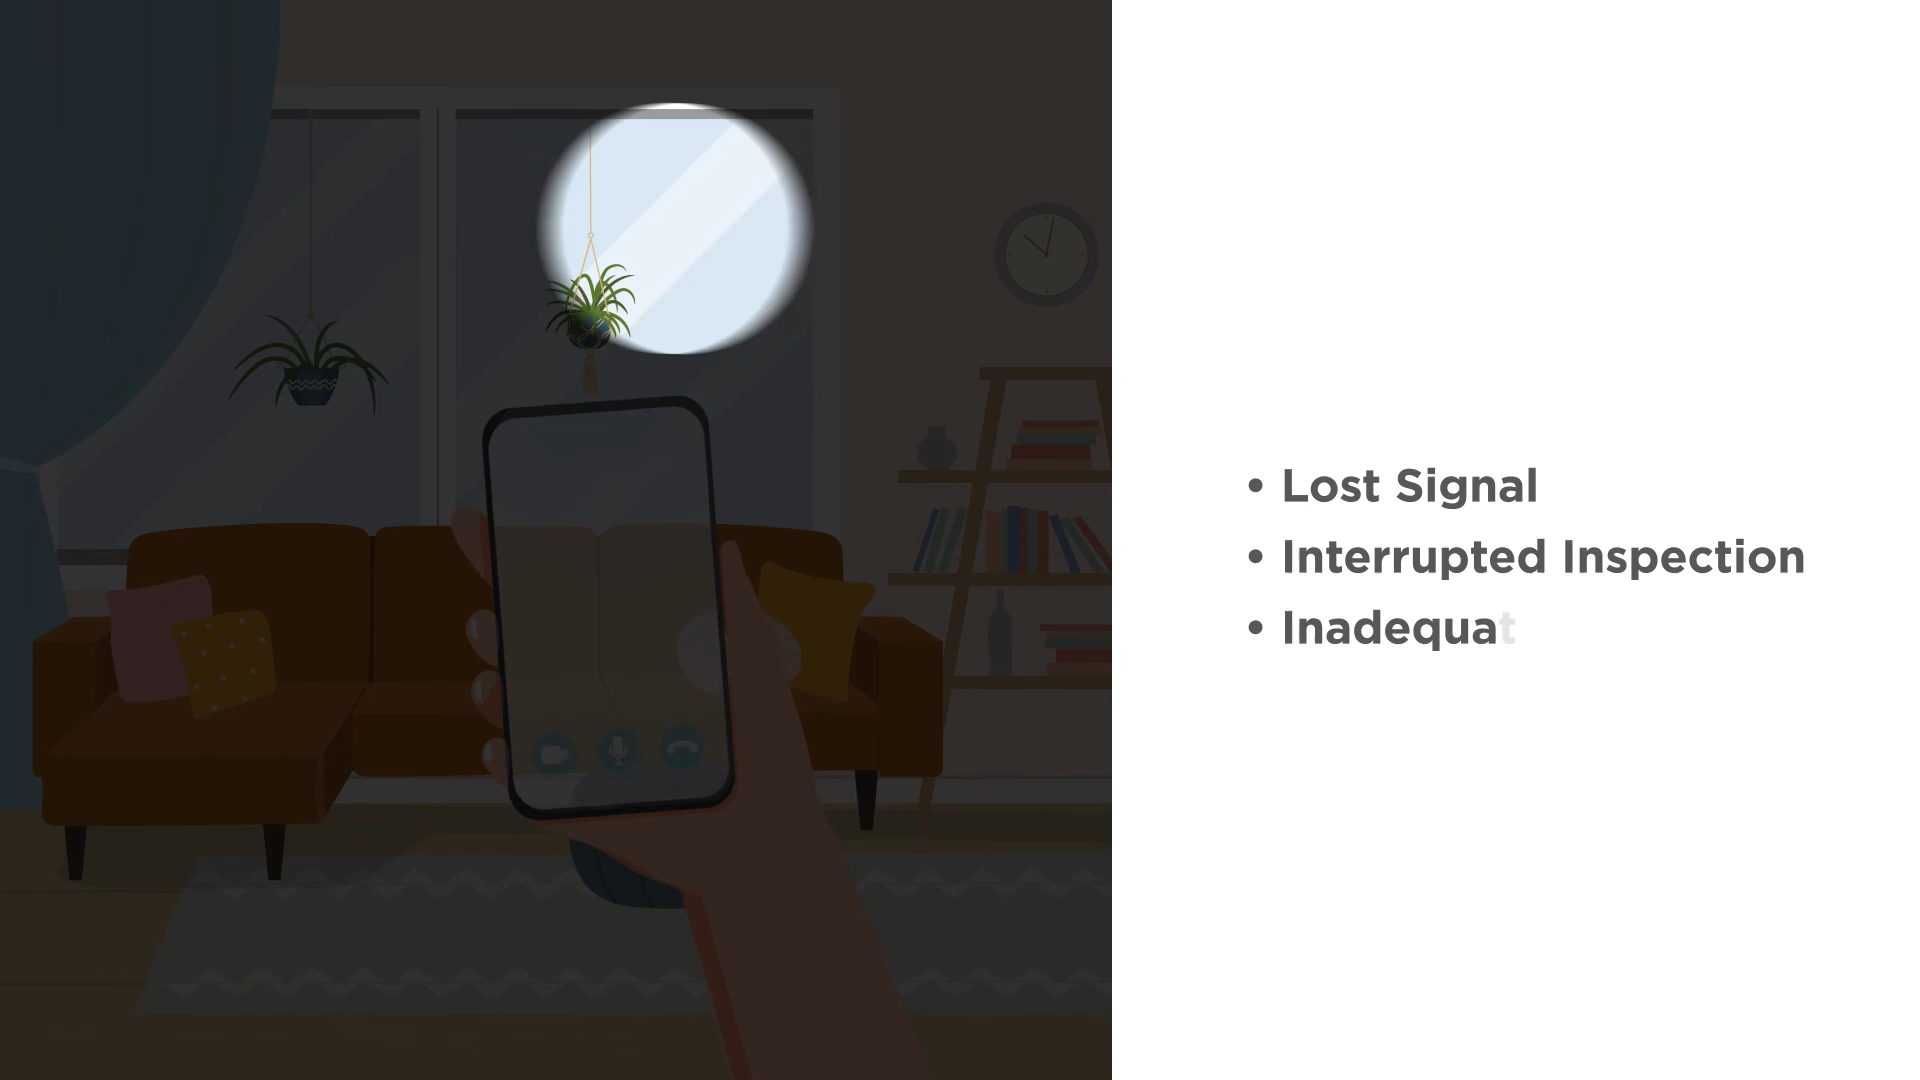 • Lost Signal
• Interrupted Inspection
• Inadequat